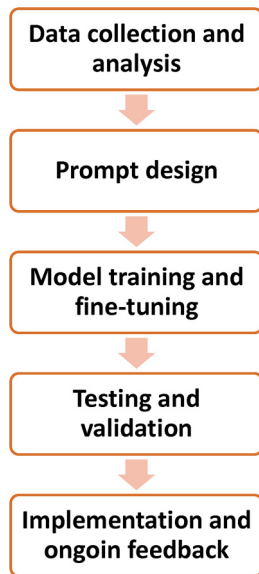 Data collection and
analysis
Prompt design
Model training and
fine-tuning
Testing and
validation
Implementation and
ongoin feedback